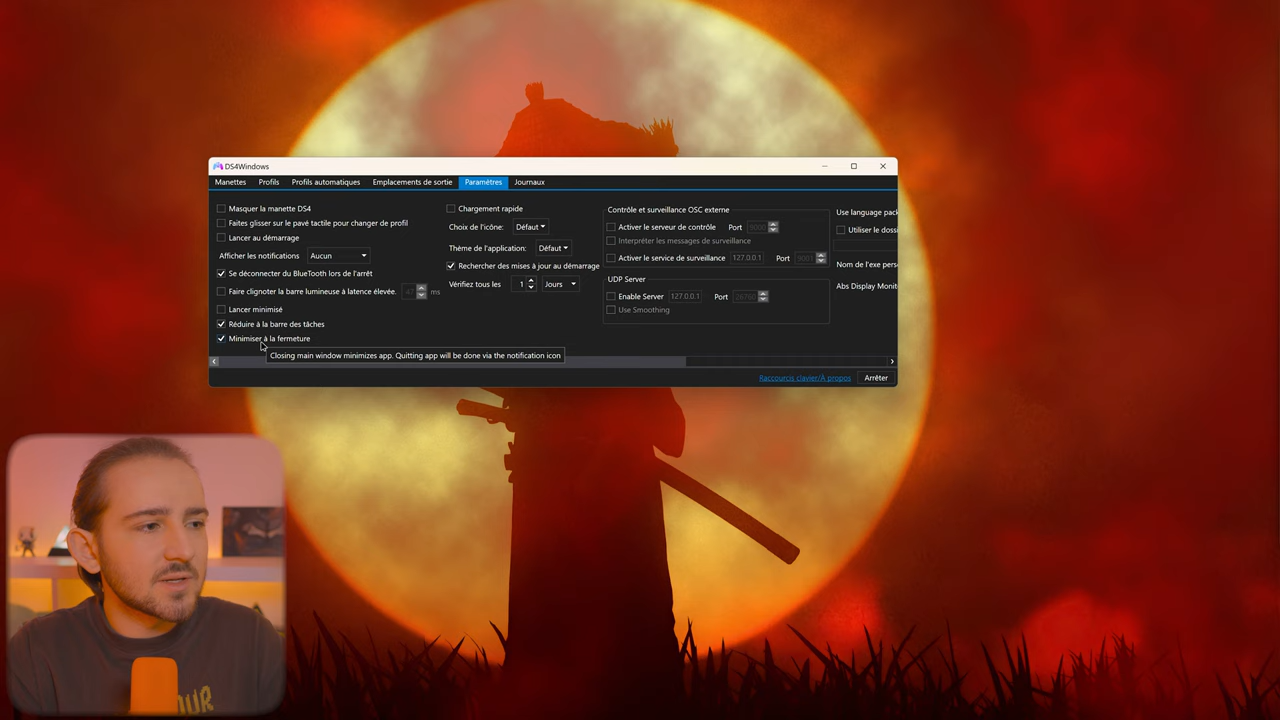 DS4Windows
Manettes Profils Profils automatiques Emplacements de sortie Paramètres Journaux
Masquer la manette DS4
Faites glisser sur le pavé tactile pour changer de profil
Lancer au démarrage
Afficher les notifications Aucun
Se déconnecter du BlueTooth lors de l'arrêt
Faire clignoter la barre lumineuse à latence élevée. ms
Lancer minimisé
Réduire à la barre des tâches
Minimiser à la fermeture
Closing main window minimizes app. Quitting app will be done via the notification icon
Chargement rapide
Choix de l'icône: Défaut
Thème de l'application: Défaut
Rechercher des mises à jour au démarrage
Vérifiez tous les 1 Jours
Contrôle et surveillance OSC externe
Activer le serveur de contrôle Port 9000
Interpréter les messages de surveillance
Activer le service de surveillance 127.0.0.1 Port 9001
UDP Server
Enable Server 127.0.0.1 Port 26760
Use Smoothing
Use language pack
Utiliser le dossi
Nom de l'exe pers
Abs Display Monit
Raccourcis clavier/À propos Arrêter